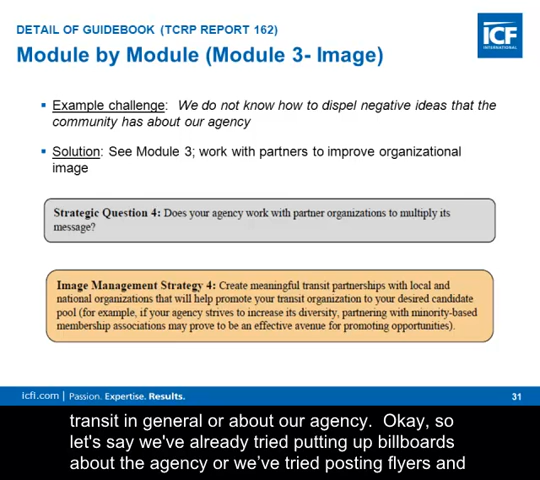 DETAIL OF GUIDEBOOK (TCRP REPORT 162)
Module by Module (Module 3- Image)
ICF
INTERNATIONAL
▪ Example challenge: We do not know how to dispel negative ideas that the
community has about our agency
▪ Solution: See Module 3; work with partners to improve organizational
image
Strategic Question 4: Does your agency work with partner organizations to multiply its
message?
Image Management Strategy 4: Create meaningful transit partnerships with local and
national organizations that will help promote your transit organization to your desired candidate
pool (for example, if your agency strives to increase its diversity, partnering with minority-based
membership associations may prove to be an effective avenue for promoting opportunities).
icfi.com | Passion. Expertise. Results.
31
transit in general or about our agency.  Okay, so
let's say we've already tried putting up billboards
about the agency or we’ve tried posting flyers and